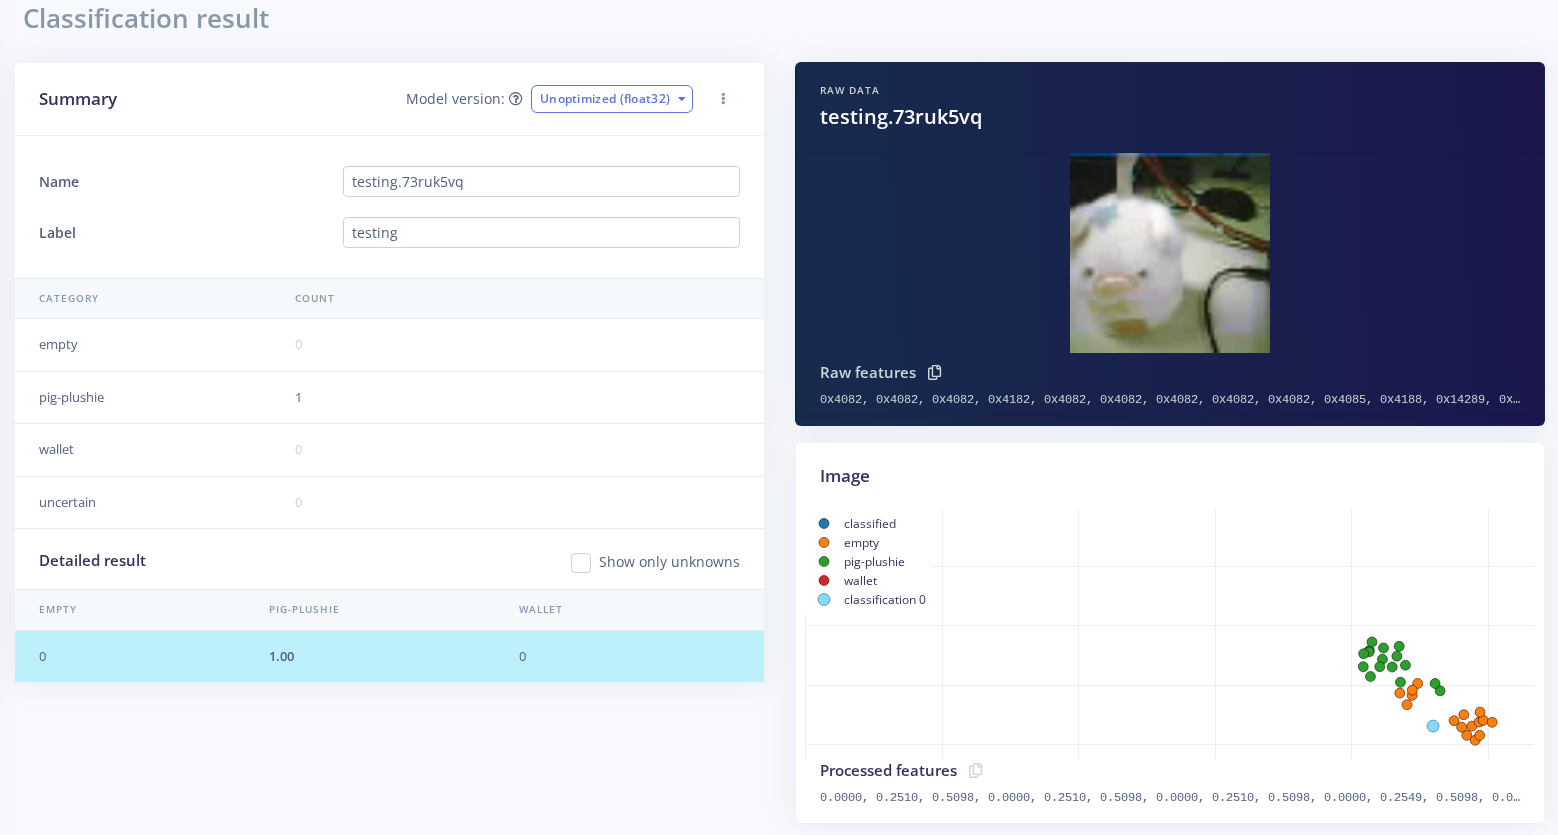 Classification result
Summary
Model version: Unoptimized (float32)
Name testing.73ruk5vq
Label testing
CATEGORY COUNT
empty 0
pig-plushie 1
wallet 0
uncertain 0
Detailed result Show only unknowns
EMPTY PIG-PLUSHIE WALLET
0 1.00 0
RAW DATA
testing.73ruk5vq
Raw features
0x4082, 0x4082, 0x4082, 0x4182, 0x4082, 0x4082, 0x4082, 0x4082, 0x4082, 0x4085, 0x4188, 0x14289, 0x…
Image
classified
empty
pig-plushie
wallet
classification 0
Processed features
0.0000, 0.2510, 0.5098, 0.0000, 0.2510, 0.5098, 0.0000, 0.2510, 0.5098, 0.0000, 0.2549, 0.5098, 0.0…